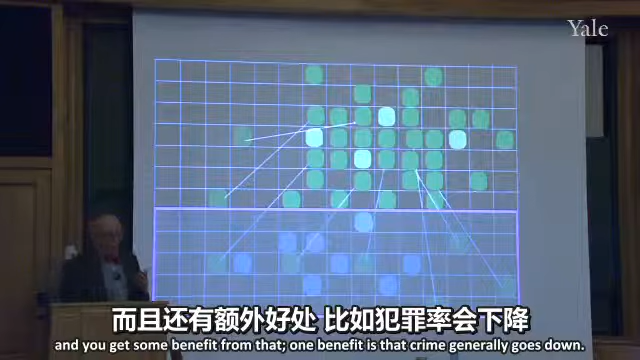 Yale
而且还有额外好处 比如犯罪率会下降
and you get some benefit from that; one benefit is that crime generally goes down.